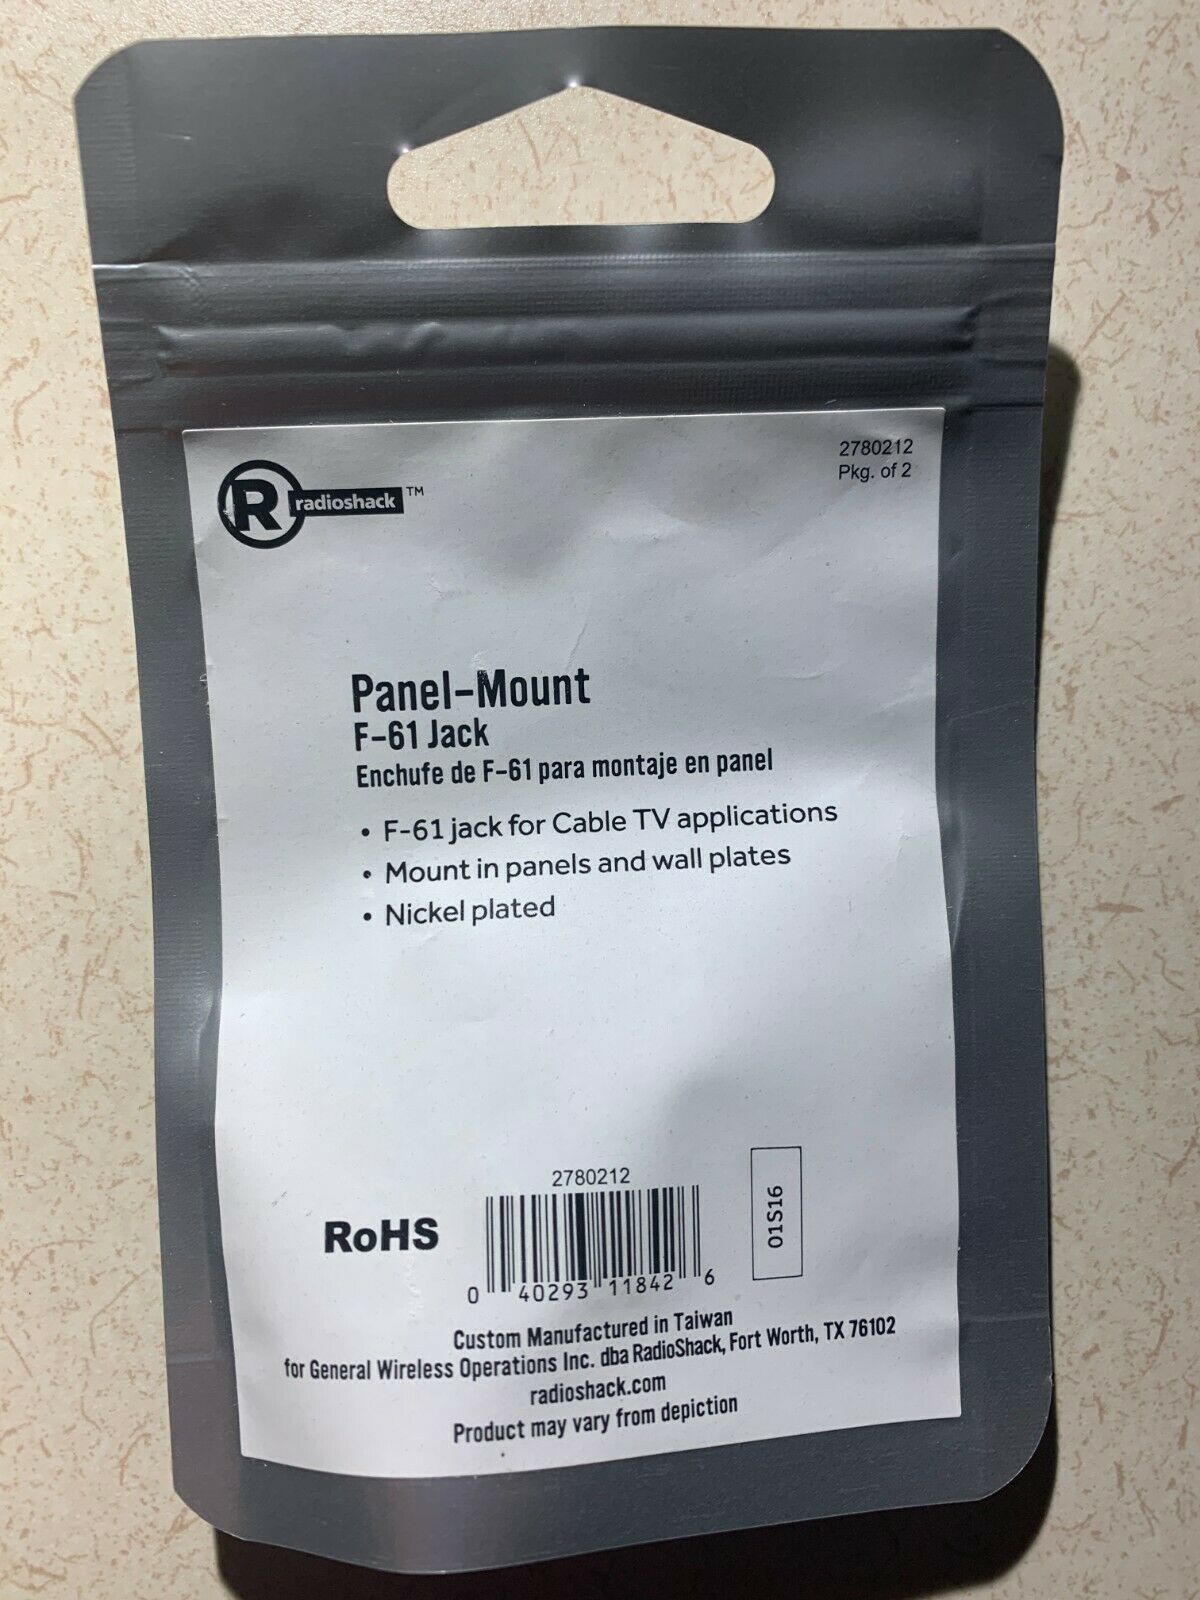 2780212
Pkg. of 2
R radioshack™
Panel-Mount
F-61 Jack
Enchufe de F-61 para montaje en panel
• F-61 jack for Cable TV applications
• Mount in panels and wall plates
• Nickel plated
2780212
RoHS
01S16
0 40293 11842 6
Custom Manufactured in Taiwan
for General Wireless Operations Inc. dba RadioShack, Fort Worth, TX 76102
radioshack.com
Product may vary from depiction